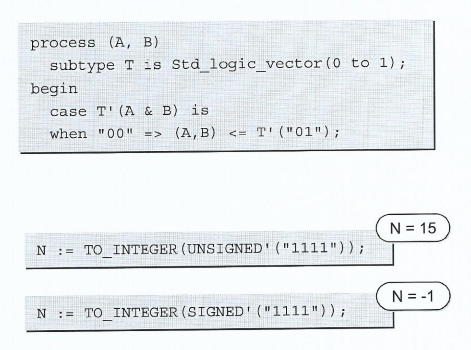 process (A, B)
subtype T is Std_logic_vector(0 to 1);
begin
case T'(A & B) is
when "00" => (A,B) <= T'("01");
N = 15
N := TO_INTEGER(UNSIGNED'("1111"));
N = -1
N := TO_INTEGER(SIGNED'("1111"));